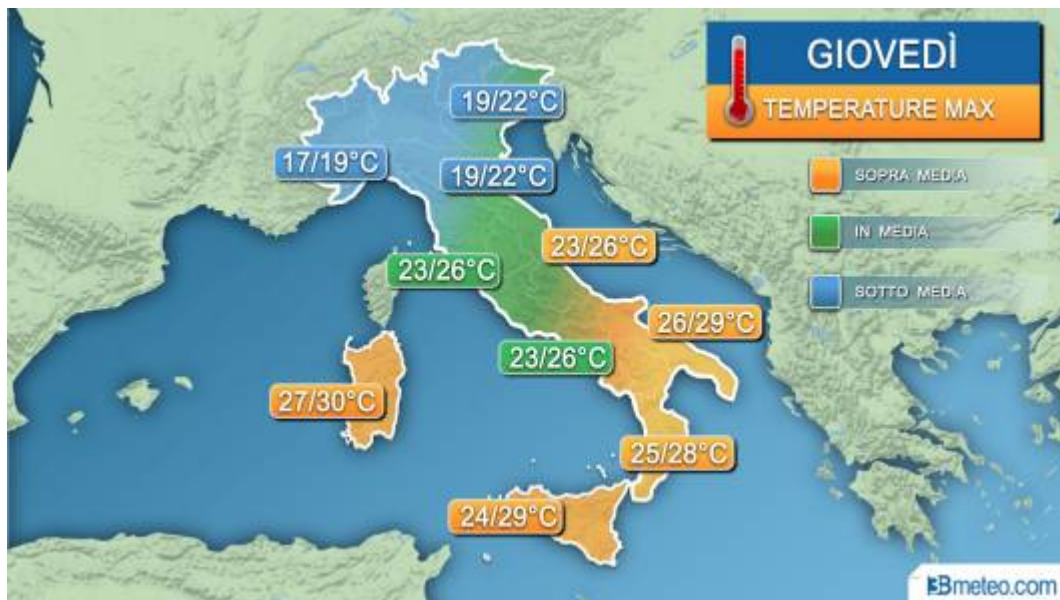 GIOVEDÌ
TEMPERATURE MAX
SOPRA MEDIA
IN MEDIA
SOTTO MEDIA
19/22°C
17/19°C
19/22°C
23/26°C
23/26°C
26/29°C
23/26°C
27/30°C
25/28°C
24/29°C
3Bmeteo.com